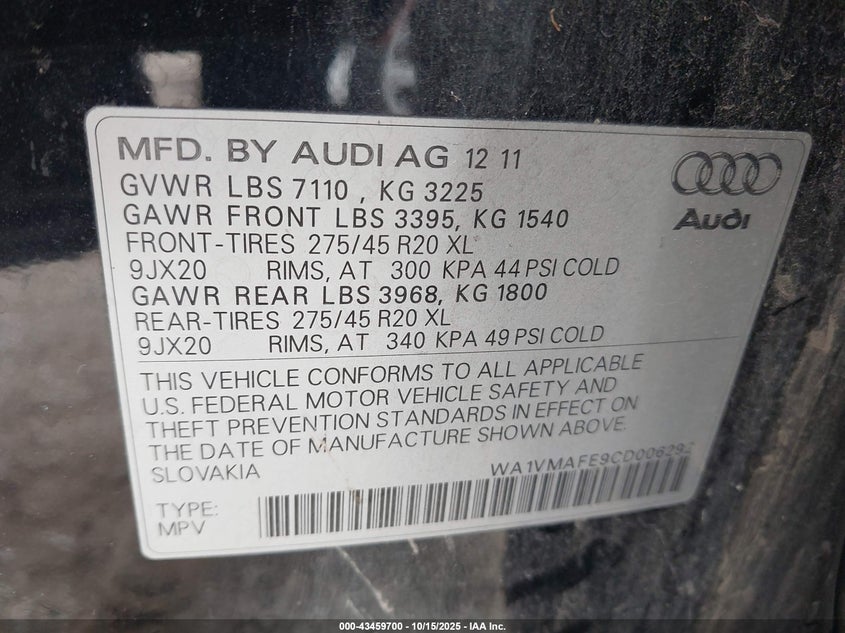 MFD. BY AUDI AG 12 11
GVWR LBS 7110 , KG 3225
GAWR FRONT LBS 3395, KG 1540
FRONT-TIRES 275/45 R20 XL
9JX20 RIMS, AT 300 KPA 44 PSI COLD
GAWR REAR LBS 3968, KG 1800
REAR-TIRES 275/45 R20 XL
9JX20 RIMS, AT 340 KPA 49 PSI COLD
Audi
THIS VEHICLE CONFORMS TO ALL APPLICABLE
U.S. FEDERAL MOTOR VEHICLE SAFETY AND
THEFT PREVENTION STANDARDS IN EFFECT ON
THE DATE OF MANUFACTURE SHOWN ABOVE.
SLOVAKIA WA1VMAFE9CD006292
TYPE:
MPV
000-43459700 - 10/15/2025 - IAA Inc.